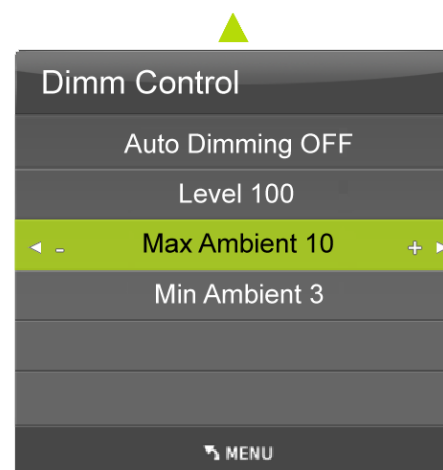 Dimm Control
Auto Dimming OFF
Level 100
- Max Ambient 10 +
Min Ambient 3
MENU